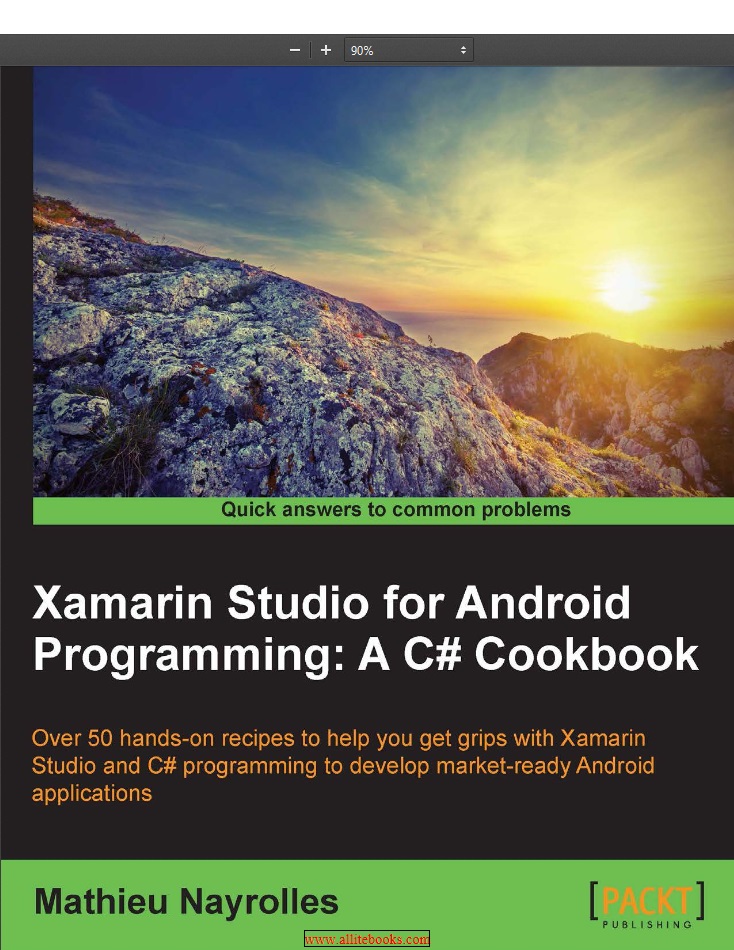 90%
Quick answers to common problems
Xamarin Studio for Android
Programming: A C# Cookbook
Over 50 hands-on recipes to help you get grips with Xamarin
Studio and C# programming to develop market-ready Android
applications
Mathieu Nayrolles
[PACKT]
PUBLISHING
www.allitebooks.com